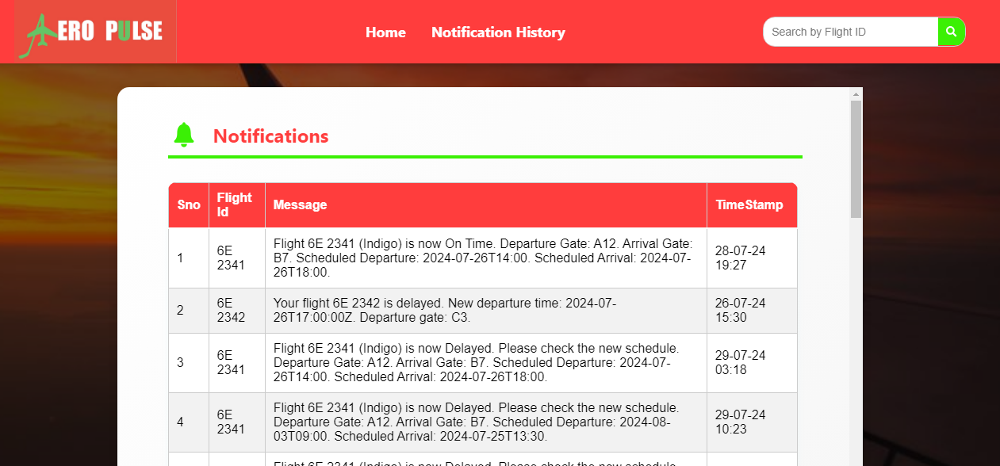 ERO PULSE
Home
Notification History
Search by Flight ID
Notifications
Sno
Flight
Id
Message
TimeStamp
1
6E
2341
Flight 6E 2341 (Indigo) is now On Time. Departure Gate: A12. Arrival Gate:
B7. Scheduled Departure: 2024-07-26T14:00. Scheduled Arrival: 2024-07-
26T18:00.
28-07-24
19:27
2
6E
2342
Your flight 6E 2342 is delayed. New departure time: 2024-07-
26T17:00:00Z. Departure gate: C3.
26-07-24
15:30
3
6E
2341
Flight 6E 2341 (Indigo) is now Delayed. Please check the new schedule.
Departure Gate: A12. Arrival Gate: B7. Scheduled Departure: 2024-07-
26T14:00. Scheduled Arrival: 2024-07-26T18:00.
29-07-24
03:18
4
6E
2341
Flight 6E 2341 (Indigo) is now Delayed. Please check the new schedule.
Departure Gate: A12. Arrival Gate: B7. Scheduled Departure: 2024-08-
03T09:00. Scheduled Arrival: 2024-07-25T13:30.
29-07-24
10:23
Flight 6E 2341 (Indigo) is now Delayed. Please check the new schedule.